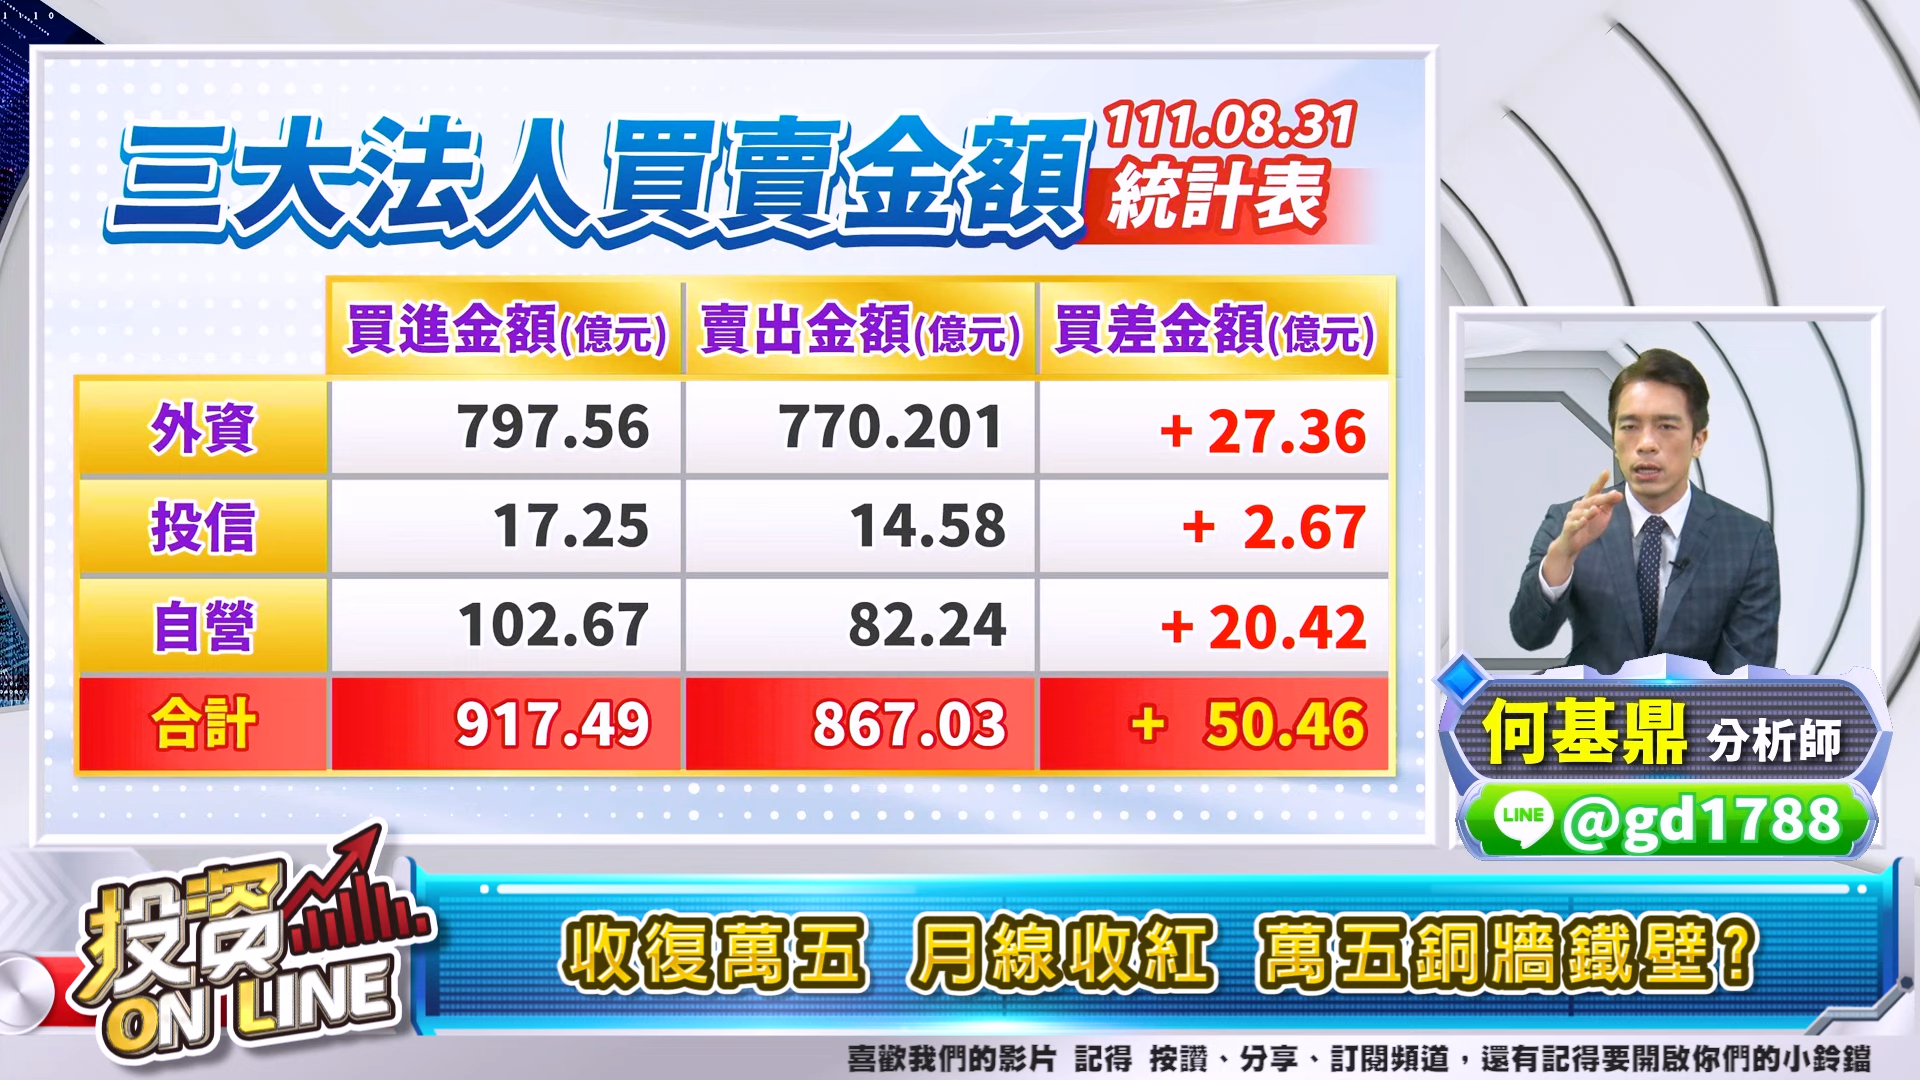 三大法人買賣金額
111.08.31
統計表
買進金額(億元) 賣出金額(億元) 買差金額(億元)
外資 797.56 770.201 + 27.36
投信 17.25 14.58 + 2.67
自營 102.67 82.24 + 20.42
合計 917.49 867.03 + 50.46
何基鼎 分析師
LINE @gd1788
投資
ON LINE
收復萬五 月線收紅 萬五銅牆鐵壁?
喜歡我們的影片 記得 按讚、分享、訂閱頻道,還有記得要開啟你們的小鈴鐺